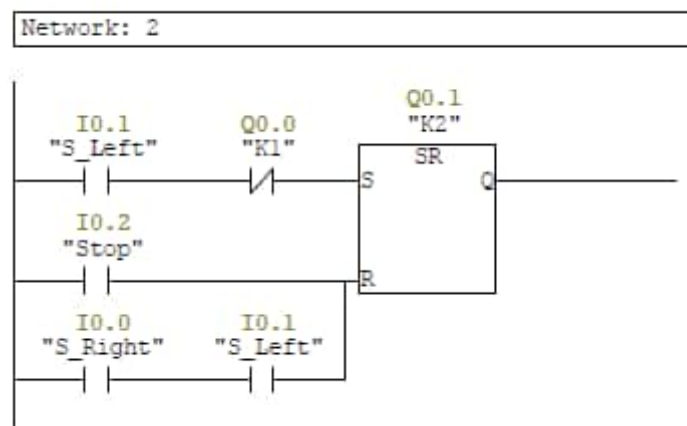 Network: 2
Q0.1
I0.1 Q0.0 "K2"
"S_Left" "K1" SR
S Q
I0.2
"Stop"
R
I0.0 I0.1
"S_Right" "S_Left"